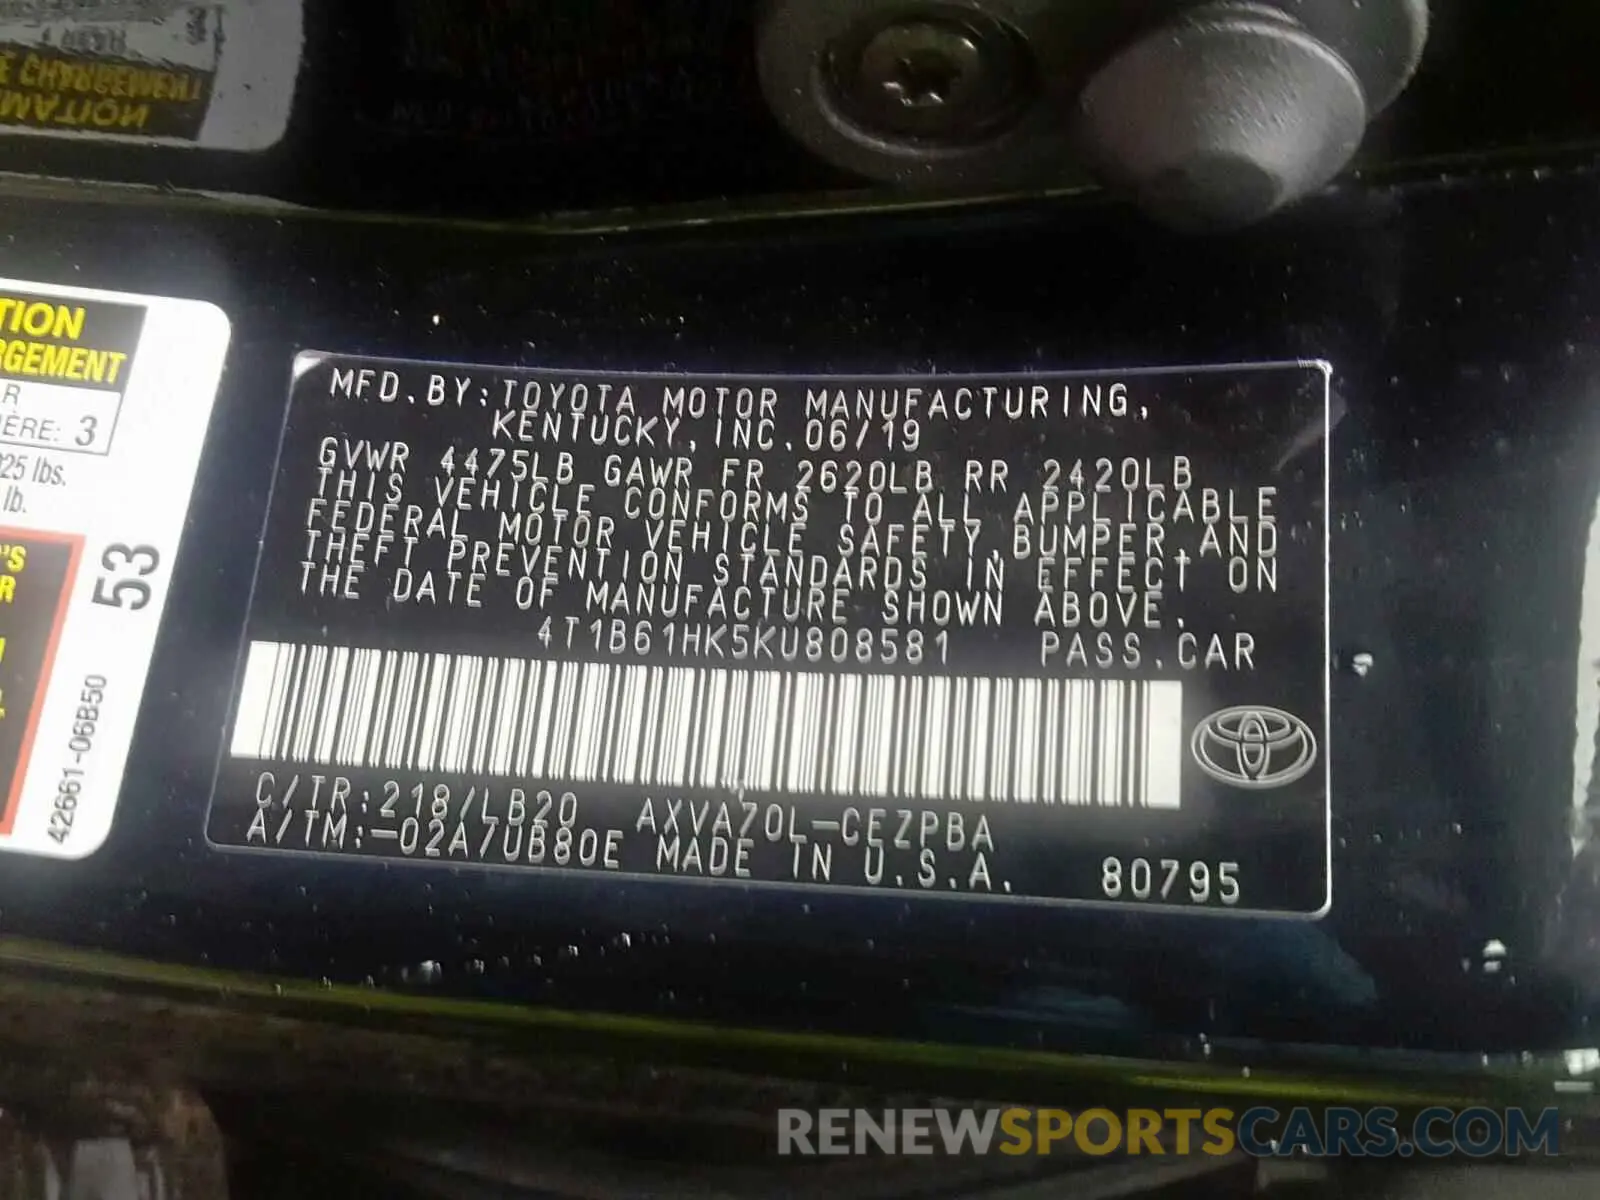 TION
RGEMENT
R
IÈRE: 3
25 lbs.
lb.
'S
R
53
42661-06B50
MFD. BY: TOYOTA MOTOR MANUFACTURING,
KENTUCKY, INC. 06/19
GVWR 4475LB GAWR FR 2620LB RR 2420LB
THIS VEHICLE CONFORMS TO ALL APPLICABLE
FEDERAL MOTOR VEHICLE SAFETY, BUMPER, AND
THEFT PREVENTION STANDARDS IN EFFECT ON
THE DATE OF MANUFACTURE SHOWN ABOVE.
4T1B61HK5KU808581 PASS. CAR
C/TR: 218/LB20 AXVA70L-CEZPBA
A/TM: -02A/UB80E MADE IN U.S.A. 80795
RENEWSPORTSCARS.COM